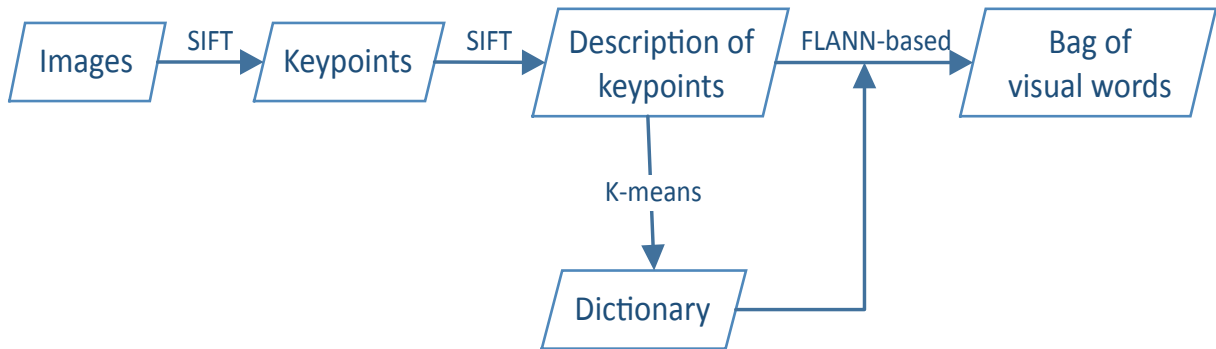 SIFT
SIFT
FLANN-based
Images
Keypoints
Description of
keypoints
Bag of
visual words
K-means
Dictionary